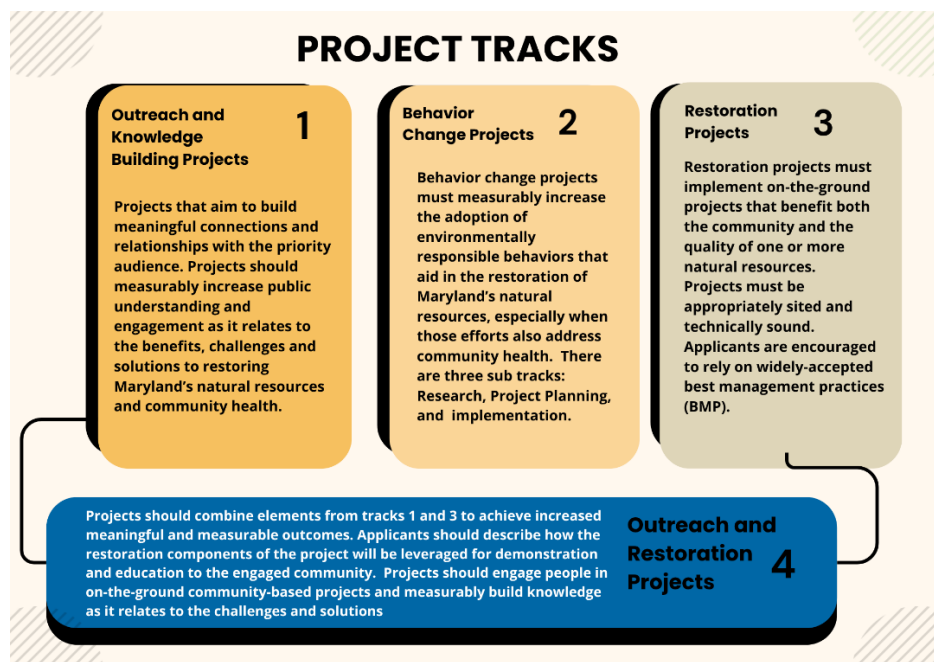 PROJECT TRACKS
Outreach and
Knowledge
Building Projects
1
Projects that aim to build
meaningful connections and
relationships with the priority
audience. Projects should
measurably increase public
understanding and
engagement as it relates to
the benefits, challenges and
solutions to restoring
Maryland's natural resources
and community health.
Behavior
Change Projects
2
Behavior change projects
must measurably increase
the adoption of
environmentally
responsible behaviors that
aid in the restoration of
Maryland's natural
resources, especially when
those efforts also address
community health. There
are three sub tracks:
Research, Project Planning,
and implementation.
Restoration
Projects
3
Restoration projects must
implement on-the-ground
projects that benefit both
the community and the
quality of one or more
natural resources.
Projects must be
appropriately sited and
technically sound.
Applicants are encouraged
to rely on widely-accepted
best management practices
(BMP).
Projects should combine elements from tracks 1 and 3 to achieve increased
meaningful and measurable outcomes. Applicants should describe how the
restoration components of the project will be leveraged for demonstration
and education to the engaged community. Projects should engage people in
on-the-ground community-based projects and measurably build knowledge
as it relates to the challenges and solutions
Outreach and
Restoration
Projects
4